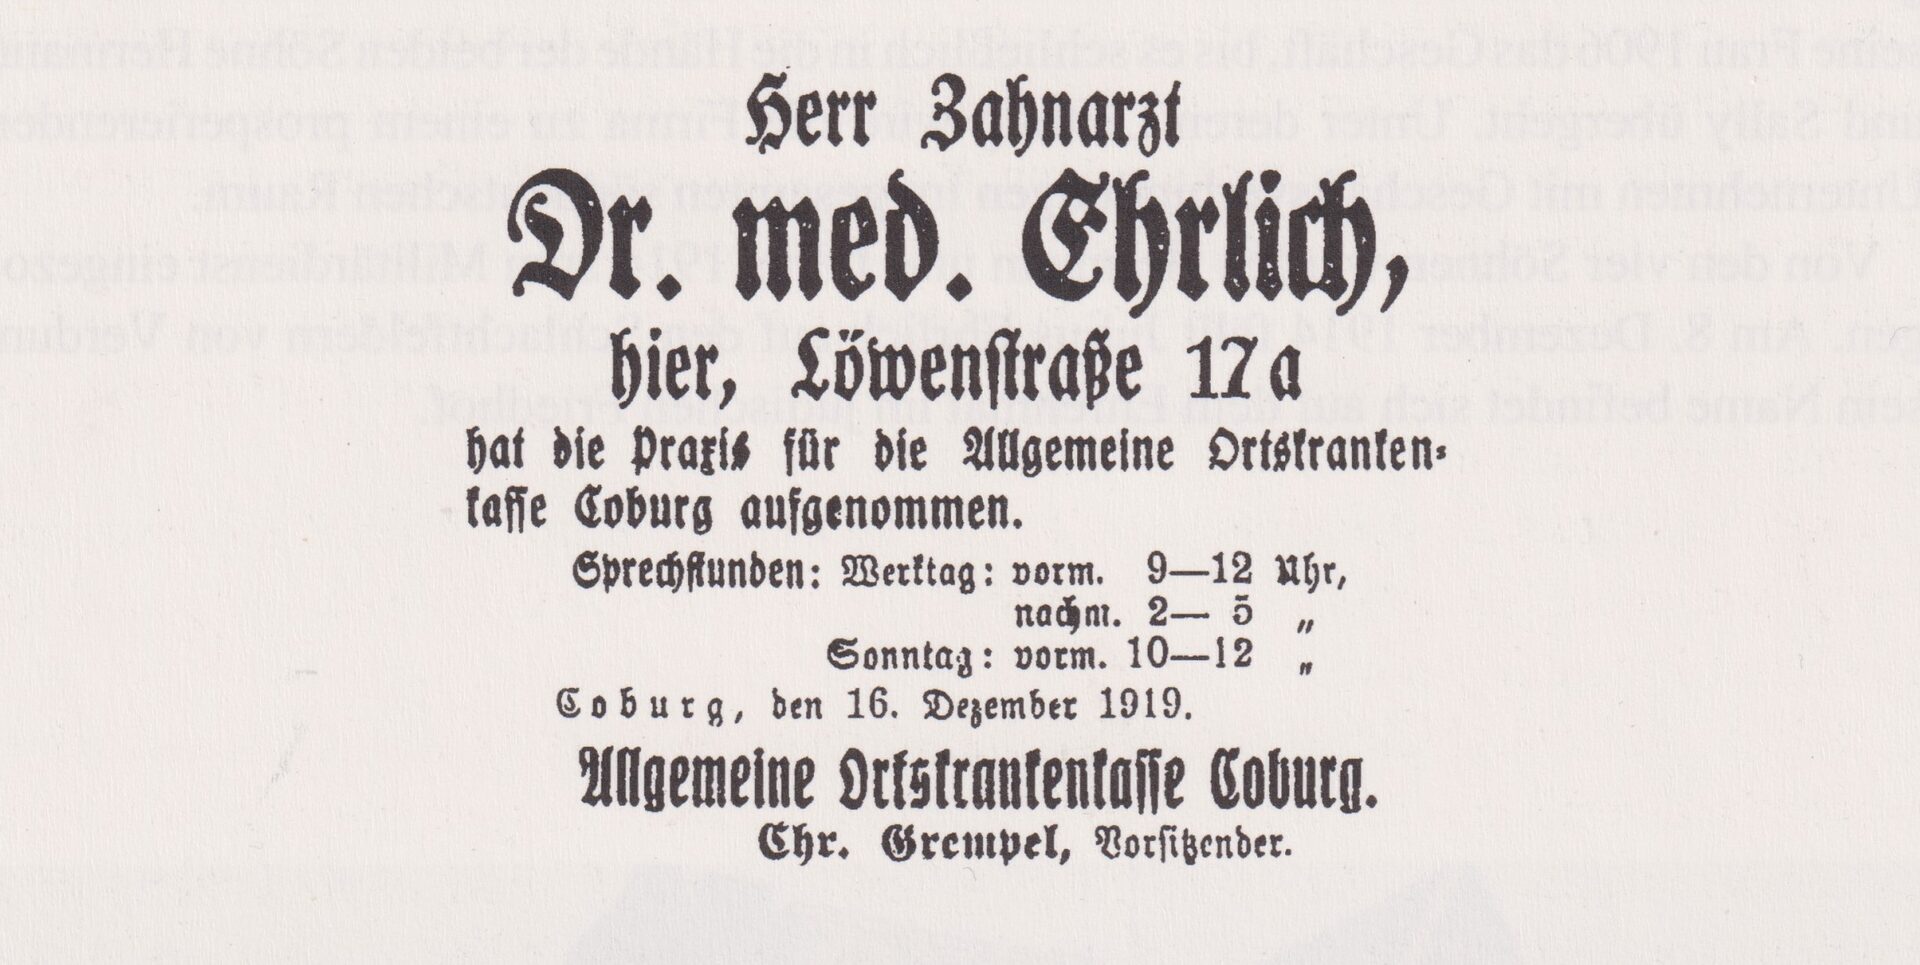 Herr Zahnarzt
Dr. med. Ehrlich,
hier, Löwenstraße 17a
hat die Praxis für die Allgemeine Ortskranken-
kasse Coburg aufgenommen.
Sprechstunden: Werktag: vorm. 9—12 Uhr,
nachm. 2— 5 „
Sonntag: vorm. 10—12 „
Coburg, den 16. Dezember 1919.
Allgemeine Ortskrankenkasse Coburg.
Chr. Grempel, Vorsitzender.